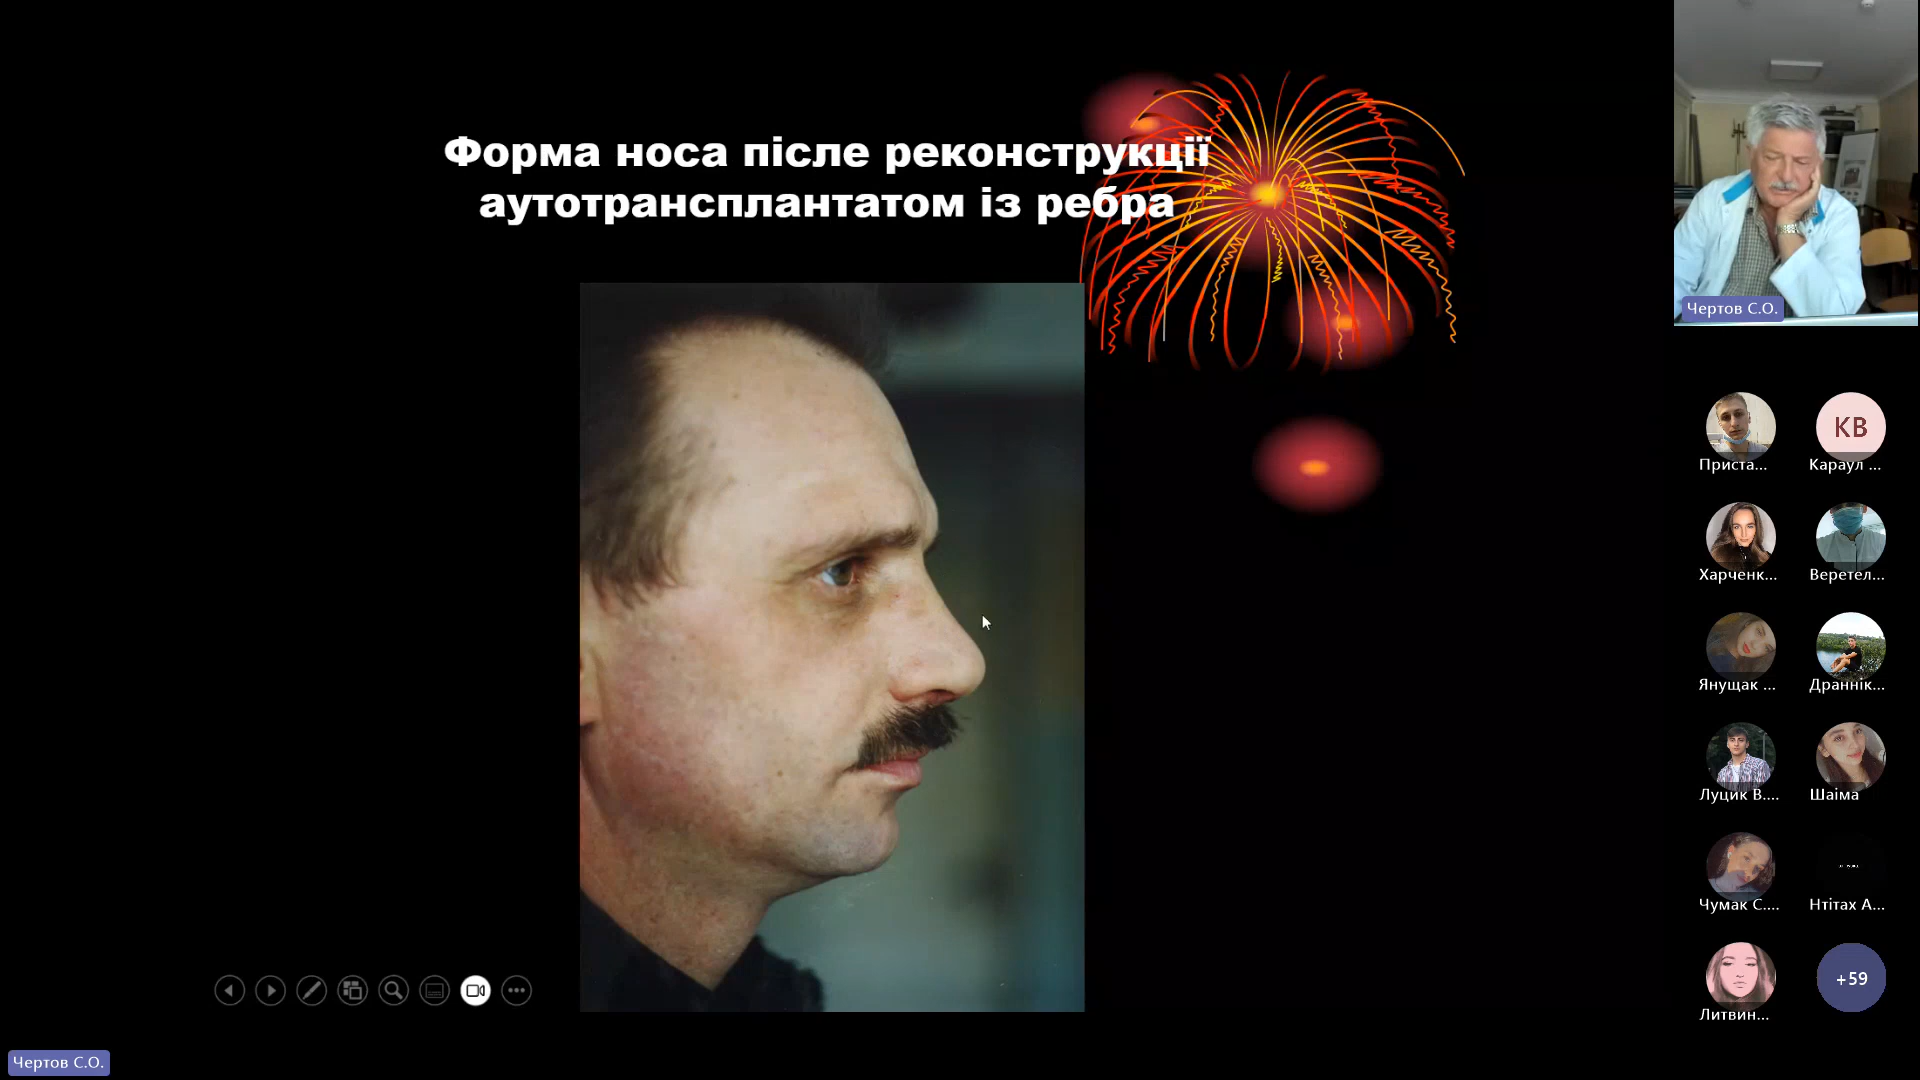 Форма носа після реконструкції
аутотрансплантатом із ребра
Чертов С.О.
Приста...
КВ
Караул ...
Харченк...
Веретел...
Янущак ...
Драннік...
Луцик В....
Шаіма
Чумак С....
Нтітах А...
Литвин...
+59
Чертов С.О.